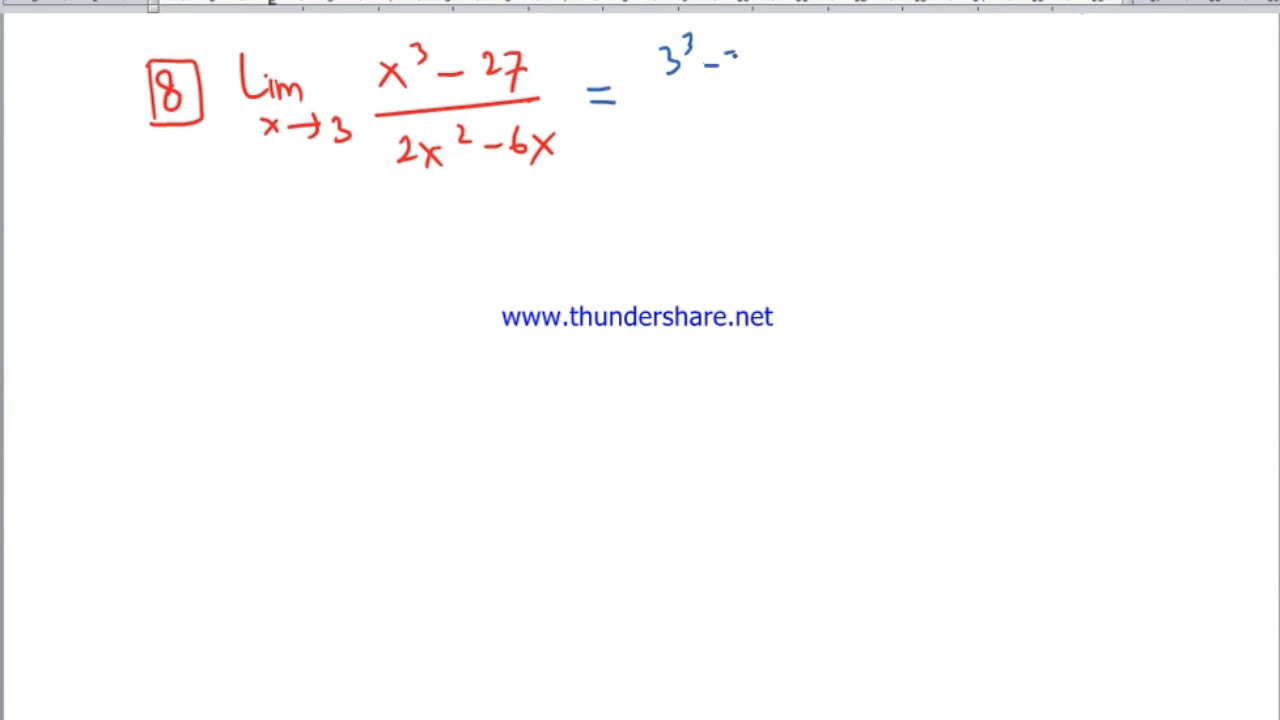 8 Lim x→3 (x³ − 27) / (2x² − 6x) = 3³ −
www.thundershare.net